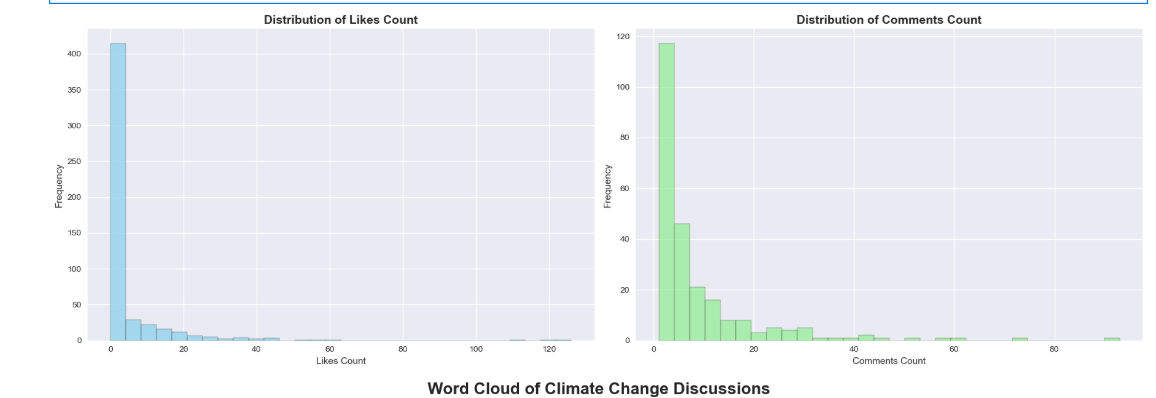 Distribution of Likes Count
Distribution of Comments Count
400
350
300
250
200
150
100
50
0
Frequency
0 20 40 60 80 100 120
Likes Count
120
100
80
60
40
20
0
Frequency
0 20 40 60 80
Comments Count
Word Cloud of Climate Change Discussions